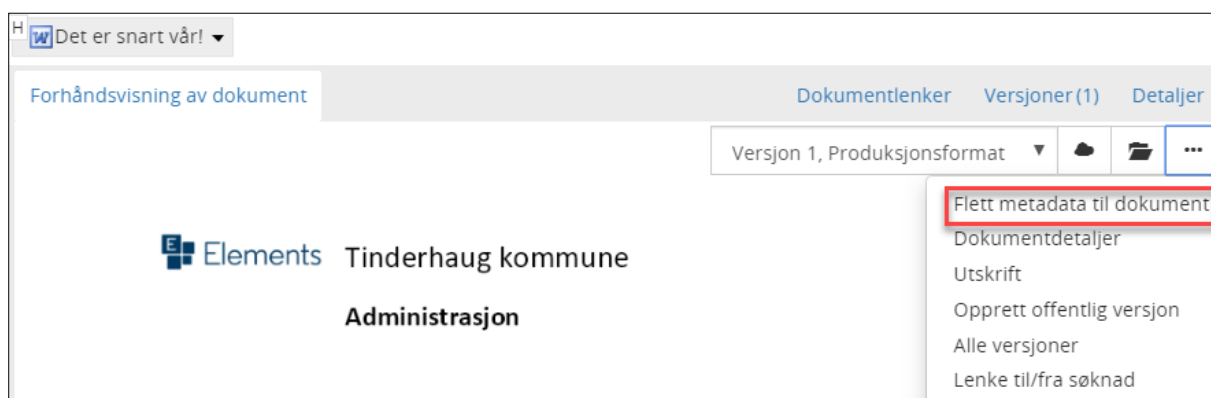 H
Det er snart vår!
Forhåndsvisning av dokument
Dokumentlenker Versjoner (1) Detaljer
Versjon 1, Produksjonsformat
Flett metadata til dokument
Dokumentdetaljer
Utskrift
Opprett offentlig versjon
Alle versjoner
Lenke til/fra søknad
E Elements Tinderhaug kommune
Administrasjon